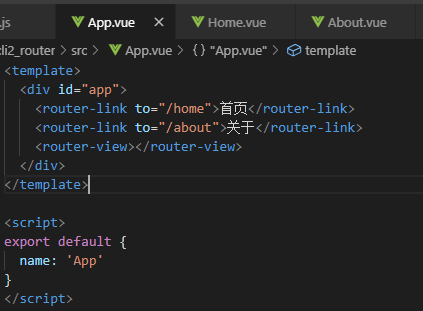 .js App.vue × Home.vue About.vue
cli2_router > src > App.vue > {} "App.vue" > template
<template>
  <div id="app">
    <router-link to="/home">首页</router-link>
    <router-link to="/about">关于</router-link>
    <router-view></router-view>
  </div>
</template>
<script>
export default {
  name: 'App'
}
</script>